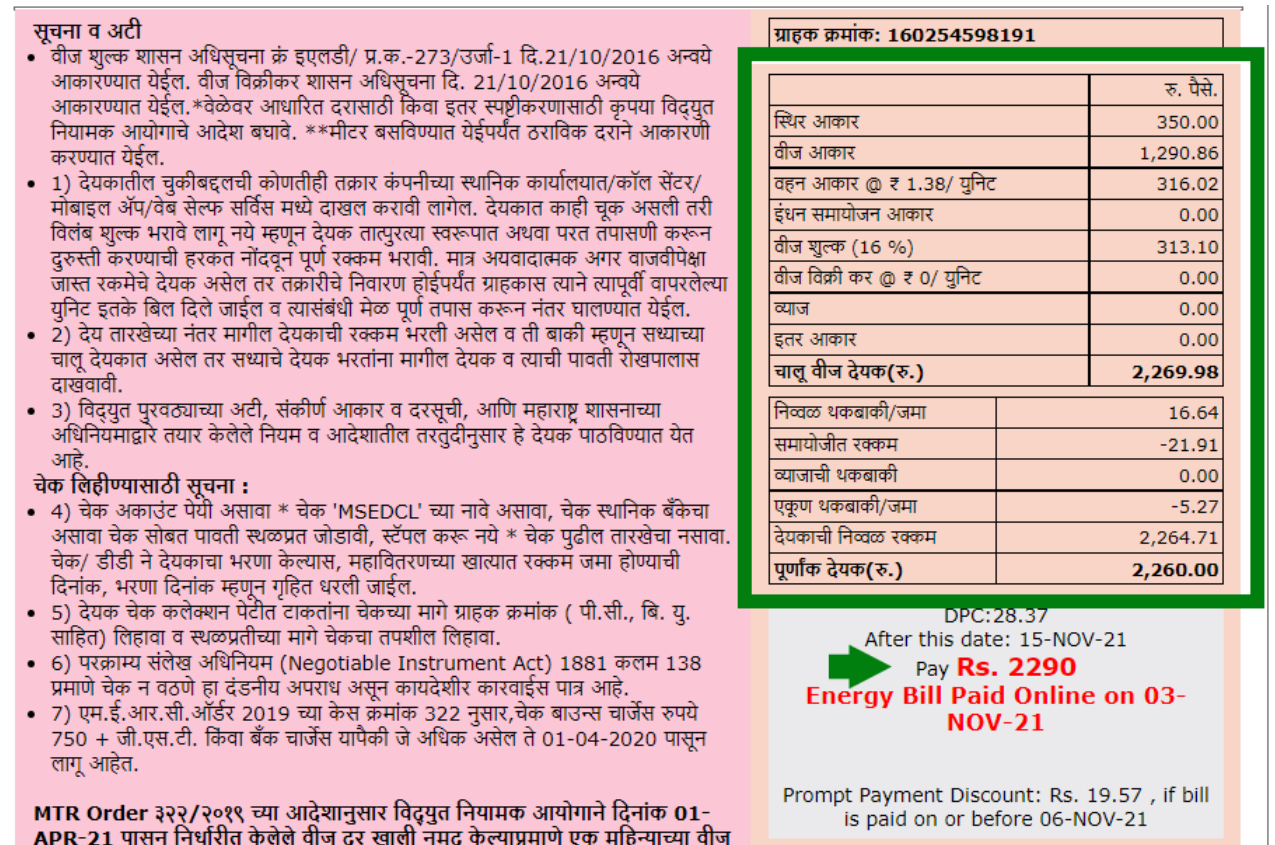 सूचना व अटी
• वीज शुल्क शासन अधिसूचना क्रं इएलडी/ प्र.क.-273/उर्जा-1 दि.21/10/2016 अन्वये
आकारण्यात येईल. वीज विक्रीकर शासन अधिसूचना दि. 21/10/2016 अन्वये
आकारण्यात येईल.*वेळेवर आधारित दरासाठी किवा इतर स्पष्टीकरणासाठी कृपया विद्युत
नियामक आयोगाचे आदेश बघावे. **मीटर बसविण्यात येईपर्यंत ठराविक दराने आकारणी
करण्यात येईल.
• 1) देयकातील चुकीबद्दलची कोणतीही तक्रार कंपनीच्या स्थानिक कार्यालयात/कॉल सेंटर/
मोबाइल ॲप/वेब सेल्फ सर्विस मध्ये दाखल करावी लागेल. देयकात काही चूक असली तरी
विलंब शुल्क भरावे लागू नये म्हणून देयक तात्पुरत्या स्वरूपात अथवा परत तपासणी करून
दुरुस्ती करण्याची हरकत नोंदवून पूर्ण रक्कम भरावी. मात्र अयवादात्मक अगर वाजवीपेक्षा
जास्त रकमेचे देयक असेल तर तक्रारीचे निवारण होईपर्यंत ग्राहकास त्याने त्यापूर्वी वापरलेल्या
युनिट इतके बिल दिले जाईल व त्यासंबंधी मेळ पूर्ण तपास करून नंतर घालण्यात येईल.
• 2) देय तारखेच्या नंतर मागील देयकाची रक्कम भरली असेल व ती बाकी म्हणून सध्याच्या
चालू देयकात असेल तर सध्याचे देयक भरतांना मागील देयक व त्याची पावती रोखपालास
दाखवावी.
• 3) विद्युत पुरवठ्याच्या अटी, संकीर्ण आकार व दरसूची, आणि महाराष्ट्र शासनाच्या
अधिनियमाद्वारे तयार केलेले नियम व आदेशातील तरतुदीनुसार हे देयक पाठविण्यात येत
आहे.
चेक लिहीण्यासाठी सूचना :
• 4) चेक अकाउंट पेयी असावा * चेक 'MSEDCL' च्या नावे असावा, चेक स्थानिक बँकेचा
असावा चेक सोबत पावती स्थळप्रत जोडावी, स्टॅपल करू नये * चेक पुढील तारखेचा नसावा.
चेक/ डीडी ने देयकाचा भरणा केल्यास, महावितरणच्या खात्यात रक्कम जमा होण्याची
दिनांक, भरणा दिनांक म्हणून गृहित धरली जाईल.
• 5) देयक चेक कलेक्शन पेटीत टाकतांना चेकच्या मागे ग्राहक क्रमांक ( पी.सी., बि. यु.
साहित) लिहावा व स्थळप्रतीच्या मागे चेकचा तपशील लिहावा.
• 6) परक्राम्य संलेख अधिनियम (Negotiable Instrument Act) 1881 कलम 138
प्रमाणे चेक न वठणे हा दंडनीय अपराध असून कायदेशीर कारवाईस पात्र आहे.
• 7) एम.ई.आर.सी.ऑर्डर 2019 च्या केस क्रमांक 322 नुसार,चेक बाउन्स चार्जेस रुपये
750 + जी.एस.टी. किंवा बँक चार्जेस यापैकी जे अधिक असेल ते 01-04-2020 पासून
लागू आहेत.
MTR Order ३२२/२०१९ च्या आदेशानुसार विद्युत नियामक आयोगाने दिनांक 01-
APR-21 पासून निर्धारीत केलेले वीज दर खाली नमूद केल्याप्रमाणे एक महिन्याच्या वीज
ग्राहक क्रमांक: 160254598191
रु. पैसे.
स्थिर आकार 350.00
वीज आकार 1,290.86
वहन आकार @ ₹ 1.38/ युनिट 316.02
इंधन समायोजन आकार 0.00
वीज शुल्क (16 %) 313.10
वीज विक्री कर @ ₹ 0/ युनिट 0.00
व्याज 0.00
इतर आकार 0.00
चालू वीज देयक(रु.) 2,269.98
निव्वळ थकबाकी/जमा 16.64
समायोजीत रक्कम -21.91
व्याजाची थकबाकी 0.00
एकूण थकबाकी/जमा -5.27
देयकाची निव्वळ रक्कम 2,264.71
पूर्णांक देयक(रु.) 2,260.00
DPC:28.37
After this date: 15-NOV-21
Pay Rs. 2290
Energy Bill Paid Online on 03-
NOV-21
Prompt Payment Discount: Rs. 19.57 , if bill
is paid on or before 06-NOV-21